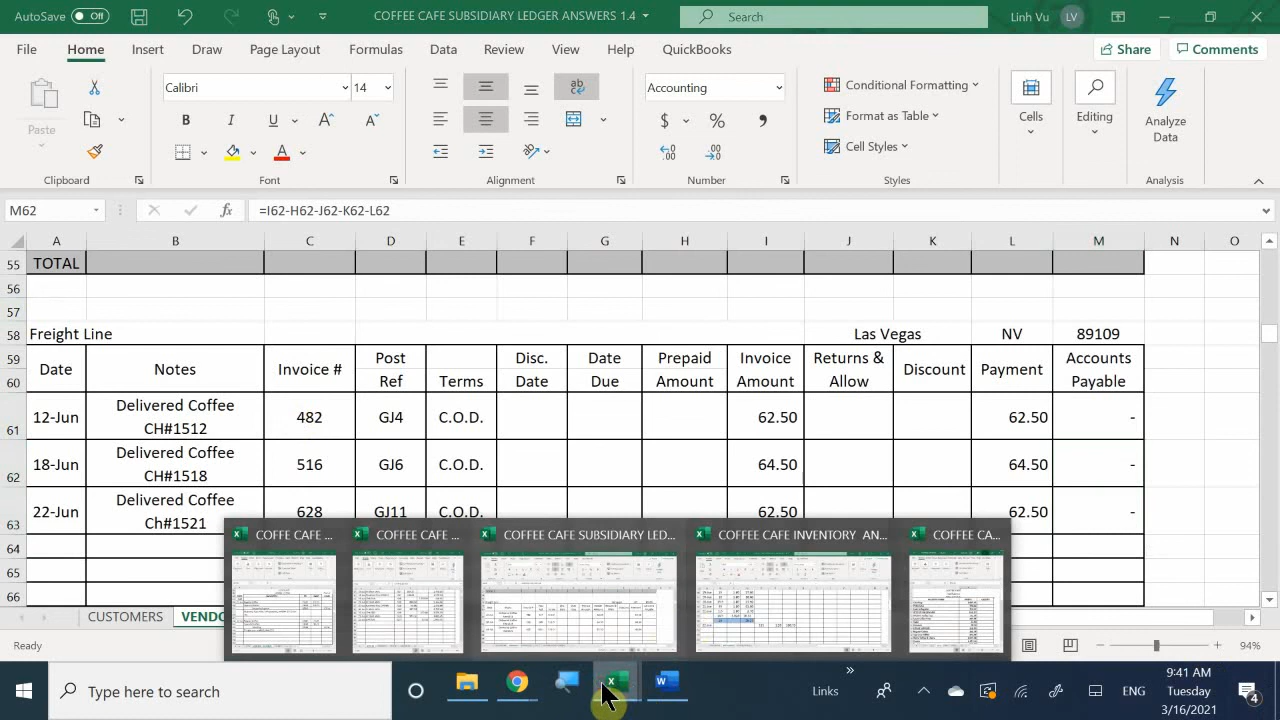 AutoSave Off COFFEE CAFE SUBSIDIARY LEDGER ANSWERS 1.4 Search Linh Vu LV
File Home Insert Draw Page Layout Formulas Data Review View Help QuickBooks Share Comments
Paste
Clipboard
Calibri 14
B I U A A
A
Font
ab
c
Alignment
Accounting
$ % ,
.00
.00
Number
Conditional Formatting
Format as Table
Cell Styles
Styles
Cells
Editing
Analyze
Data
Analysis
M62 fx =I62-H62-J62-K62-L62
A B C D E F G H I J K L M N O
55 TOTAL
56
57
58 Freight Line Las Vegas NV 89109
59 Post Disc. Date Prepaid Invoice Returns & Accounts
Date Notes Invoice # Discount Payment
60 Ref Terms Date Due Amount Amount Allow Payable
61 12-Jun Delivered Coffee CH#1512 482 GJ4 C.O.D. 62.50 62.50 -
62 18-Jun Delivered Coffee CH#1518 516 GJ6 C.O.D. 64.50 64.50 -
63 22-Jun Delivered Coffee Ch#1521 628 GJ11 C.O.D. 62.50 62.50 -
64
65
66
COFFE CAFE ... COFFEE CAFE ... COFFEE CAFE SUBSIDIARY LED... COFFEE CAFE INVENTORY AN... COFFEE CA...
CUSTOMERS VENDO
Ready 94%
Type here to search Links ENG
9:41 AM
Tuesday
3/16/2021
4